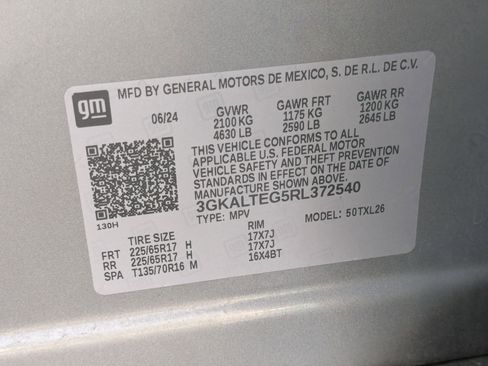 gm
MFD BY GENERAL MOTORS DE MEXICO, S. DE R.L. DE C.V.
06/24 GVWR GAWR FRT GAWR RR
2100 KG 1175 KG 1200 KG
4630 LB 2590 LB 2645 LB
THIS VEHICLE CONFORMS TO ALL
APPLICABLE U.S. FEDERAL MOTOR
VEHICLE SAFETY AND THEFT PREVENTION
STANDARDS IN EFFECT ON THE DATE OF
MANUFACTURE SHOWN ABOVE.
3GKALTEG5RL372540
TYPE: MPV MODEL: 50TXL26
130H
TIRE SIZE RIM
FRT 225/65R17 H 17X7J
RR 225/65R17 H 17X7J
SPA T135/70R16 M 16X4BT